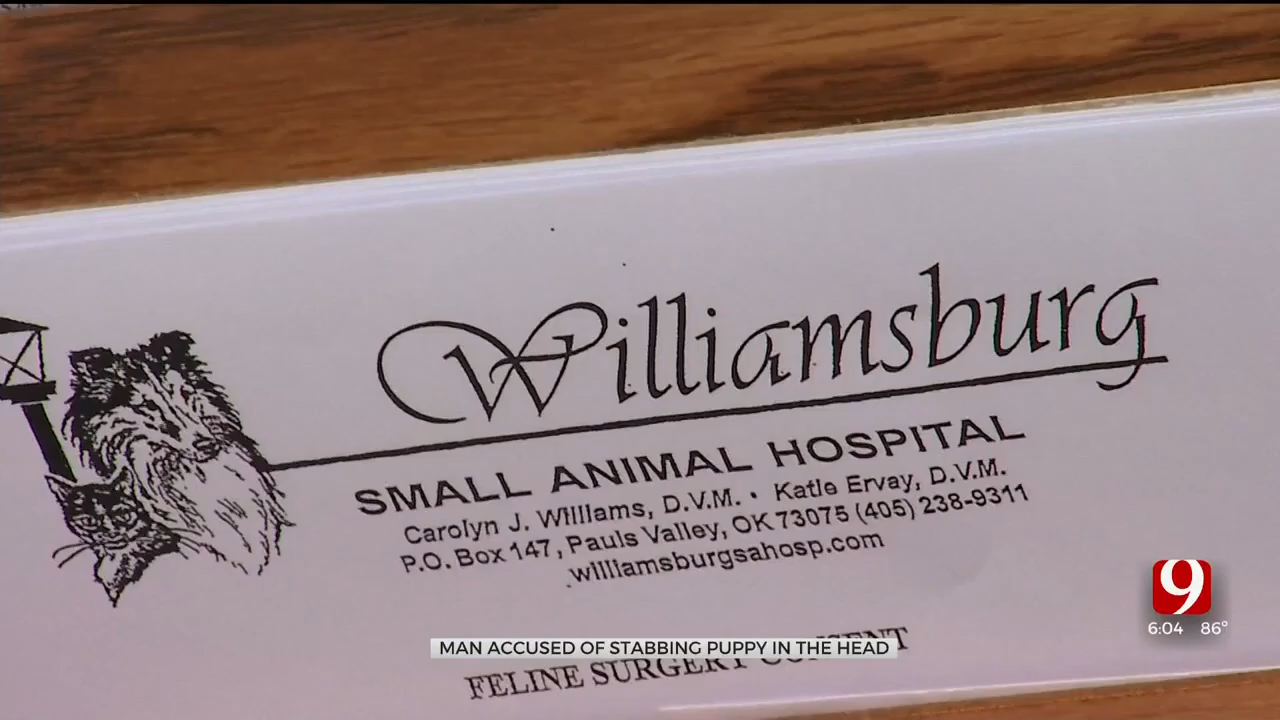 Williamsburg
SMALL ANIMAL HOSPITAL
Carolyn J. Williams, D.V.M. • Katie Ervay, D.V.M.
P.O. Box 147, Pauls Valley, OK 73075 (405) 238-9311
williamsburgsahosp.com
9
6:04 86°
MAN ACCUSED OF STABBING PUPPY IN THE HEAD
FELINE SURGERY CONSENT